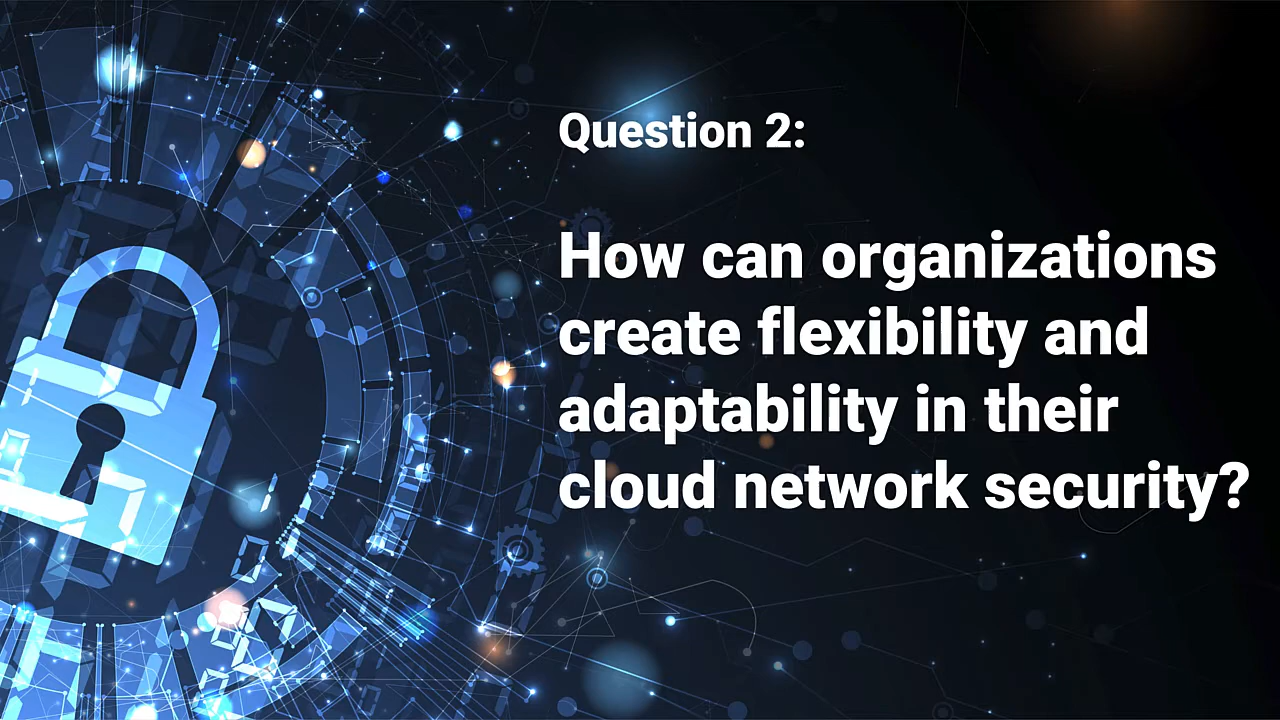 Question 2:
How can organizations
create flexibility and
adaptability in their
cloud network security?